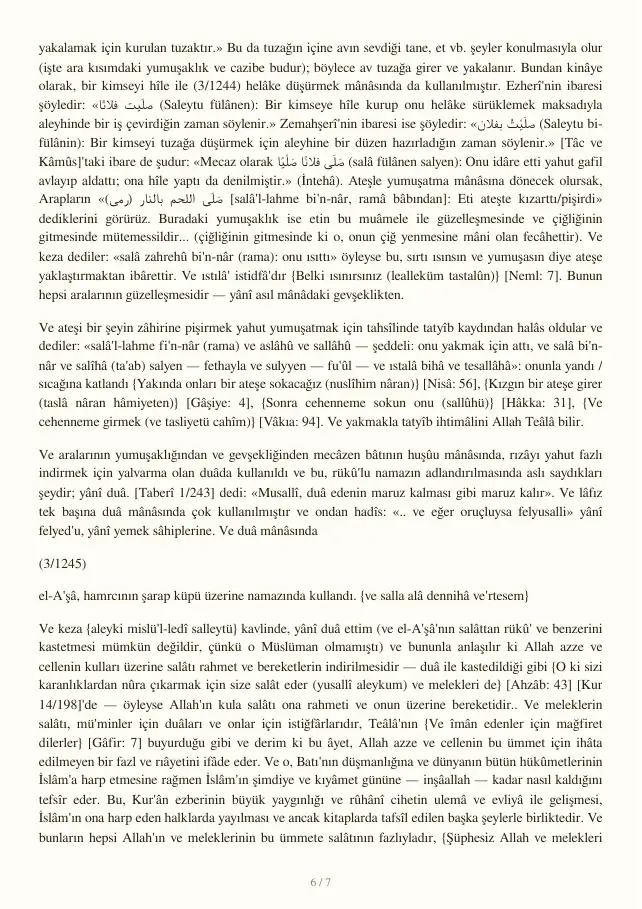 yakalamak için kurulan tuzaktır.» Bu da tuzağın içine avın sevdiği tane, et vb. şeyler konulmasıyla olur
(işte ara kısımdaki yumuşaklık ve cazibe budur); böylece av tuzağa girer ve yakalanır. Bundan kinâye
olarak, bir kimseyi hîle ile (3/1244) helâke düşürmek mânâsında da kullanılmıştır. Ezherî'nin ibaresi
şöyledir: «صلَيت فلانًا (Saleytu fülânen): Bir kimseye hîle kurup onu helâke sürüklemek maksadıyla
aleyhinde bir iş çevirdiğin zaman söylenir.» Zemahşerî'nin ibaresi ise şöyledir: «صلَيْتُ بفلان (Saleytu bi-
fülânin): Bir kimseyi tuzağa düşürmek için aleyhine bir düzen hazırladığın zaman söylenir.» [Tâc ve
Kâmûs]'taki ibare de şudur: «Mecaz olarak صَلَى فلانًا صَلْيًا (salâ fülânen salyen): Onu idâre etti yahut gafil
avlayıp aldattı; ona hîle yaptı da denilmiştir.» (İntehâ). Ateşle yumuşatma mânâsına dönecek olursak,
Arapların «صَلَى اللحم بالنار (رمى) [salâ'l-lahme bi'n-nâr, ramâ bâbından]: Eti ateşte kızarttı/pişirdi»
dediklerini görürüz. Buradaki yumuşaklık ise etin bu muâmele ile güzelleşmesinde ve çiğliğinin
gitmesinde mütemessildir... (çiğliğinin gitmesinde ki o, onun çiğ yenmesine mâni olan fecâhettir). Ve
keza dediler: «salâ zahrehû bi'n-nâr (rama): onu ısıttı» öyleyse bu, sırtı ısınsın ve yumuşasın diye ateşe
yaklaştırmaktan ibârettir. Ve ıstılâ' istidfâ'dır {Belki ısınırsınız (lealleküm tastalûn)} [Neml: 7]. Bunun
hepsi aralarının güzelleşmesidir — yânî asıl mânâdaki gevşeklikten.
Ve ateşi bir şeyin zâhirine pişirmek yahut yumuşatmak için tahsîlinde tatyîb kaydından halâs oldular ve
dediler: «salâ'l-lahme fi'n-nâr (rama) ve aslâhû ve sallâhû — şeddeli: onu yakmak için attı, ve salâ bi'n-
nâr ve salîhâ (ta'ab) salyen — fethayla ve sulyyen — fu'ûl — ve ıstalâ bihâ ve tesallâhâ»: onunla yandı /
sıcağına katlandı {Yakında onları bir ateşe sokacağız (nuslîhim nâran)} [Nisâ: 56], {Kızgın bir ateşe girer
(taslâ nâran hâmiyeten)} [Gâşiye: 4], {Sonra cehenneme sokun onu (sallûhü)} [Hâkka: 31], {Ve
cehenneme girmek (ve tasliyetü cahîm)} [Vâkıa: 94]. Ve yakmakla tatyîb ihtimâlini Allah Teâlâ bilir.
Ve aralarının yumuşaklığından ve gevşekliğinden mecâzen bâtının huşûu mânâsında, rızâyı yahut fazlı
indirmek için yalvarma olan duâda kullanıldı ve bu, rükû'lu namazın adlandırılmasında aslı saydıkları
şeydir; yânî duâ. [Taberî 1/243] dedi: «Musallî, duâ edenin maruz kalması gibi maruz kalır». Ve lâfız
tek başına duâ mânâsında çok kullanılmıştır ve ondan hadîs: «.. ve eğer oruçluysa felyusalli» yânî
felyed'u, yânî yemek sâhiplerine. Ve duâ mânâsında
(3/1245)
el-A'şâ, hamrcının şarap küpü üzerine namazında kullandı. {ve salla alâ dennihâ ve'rtesem}
Ve keza {aleyki mislü'l-ledî salleytü} kavlinde, yânî duâ ettim (ve el-A'şâ'nın salâttan rükû' ve benzerini
kastetmesi mümkün değildir, çünkü o Müslüman olmamıştı) ve bununla anlaşılır ki Allah azze ve
cellenin kulları üzerine salâtı rahmet ve bereketlerin indirilmesidir — duâ ile kastedildiği gibi {O ki sizi
karanlıklardan nûra çıkarmak için size salât eder (yusallî aleykum) ve melekleri de} [Ahzâb: 43] [Kur
14/198]'de — öyleyse Allah'ın kula salâtı ona rahmeti ve onun üzerine bereketidir.. Ve meleklerin
salâtı, mü'minler için duâları ve onlar için istiğfârlarıdır, Teâlâ'nın {Ve îmân edenler için mağfiret
dilerler} [Gâfir: 7] buyurduğu gibi ve derim ki bu âyet, Allah azze ve cellenin bu ümmet için ihâta
edilmeyen bir fazl ve rıâyetini ifâde eder. Ve o, Batı'nın düşmanlığına ve dünyanın bütün hükûmetlerinin
İslâm'a harp etmesine rağmen İslâm'ın şimdiye ve kıyâmet gününe — inşâallah — kadar nasıl kaldığını
tefsîr eder. Bu, Kur'ân ezberinin büyük yaygınlığı ve rûhânî cihetin ulemâ ve evliyâ ile gelişmesi,
İslâm'ın ona harp eden halklarda yayılması ve ancak kitaplarda tafsîl edilen başka şeylerle birliktedir. Ve
bunların hepsi Allah'ın ve meleklerinin bu ümmete salâtının fazlıyladır, {Şüphesiz Allah ve melekleri
6 / 7